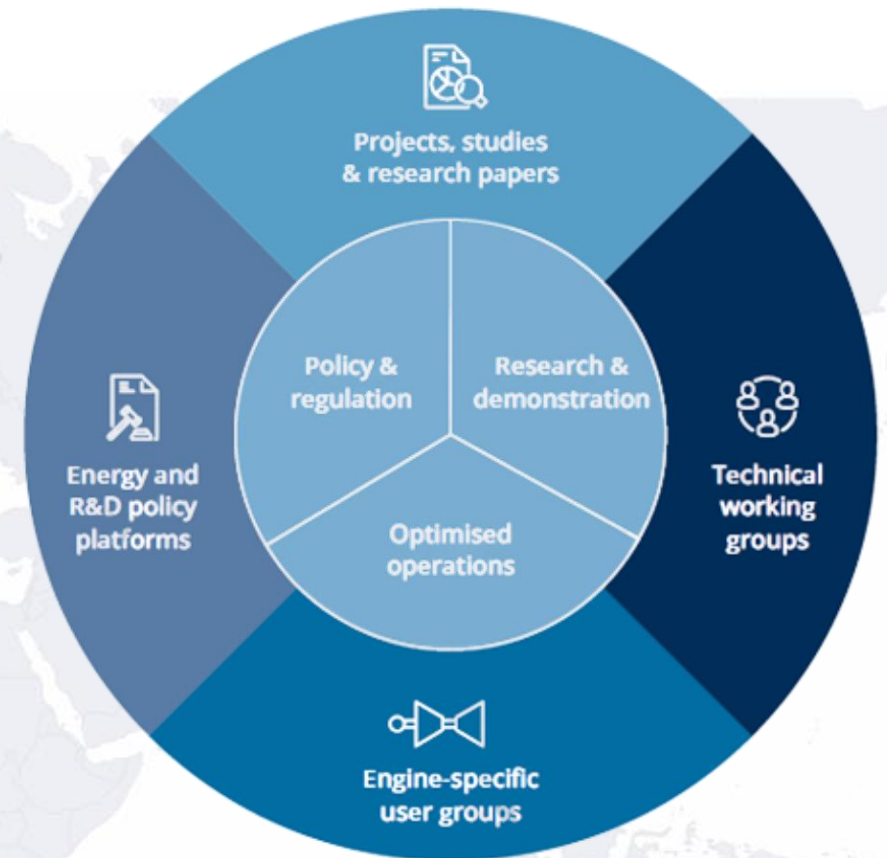 Projects, studies
& research papers
Policy &
regulation
Research &
demonstration
Energy and
R&D policy
platforms
Technical
working
groups
Optimised
operations
Engine-specific
user groups